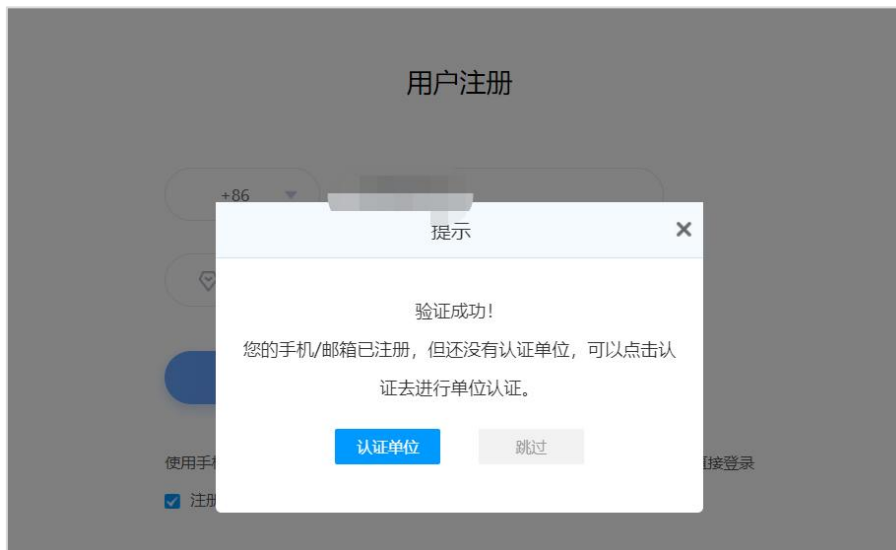 用户注册
+86
提示
验证成功！
您的手机/邮箱已注册，但还没有认证单位，可以点击认
证去进行单位认证。
认证单位 跳过
使用手 接登录
注册